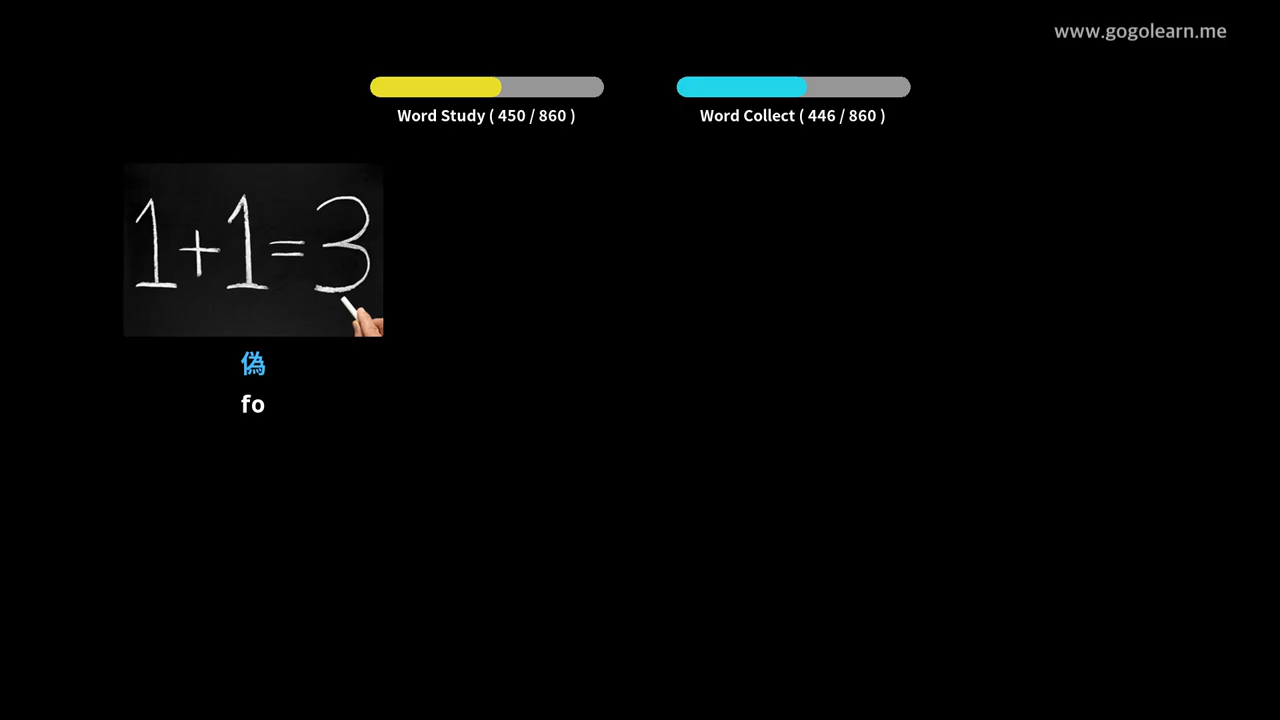 www.gogolearn.me
Word Study ( 450 / 860 )
Word Collect ( 446 / 860 )
1+1=3
偽
fo